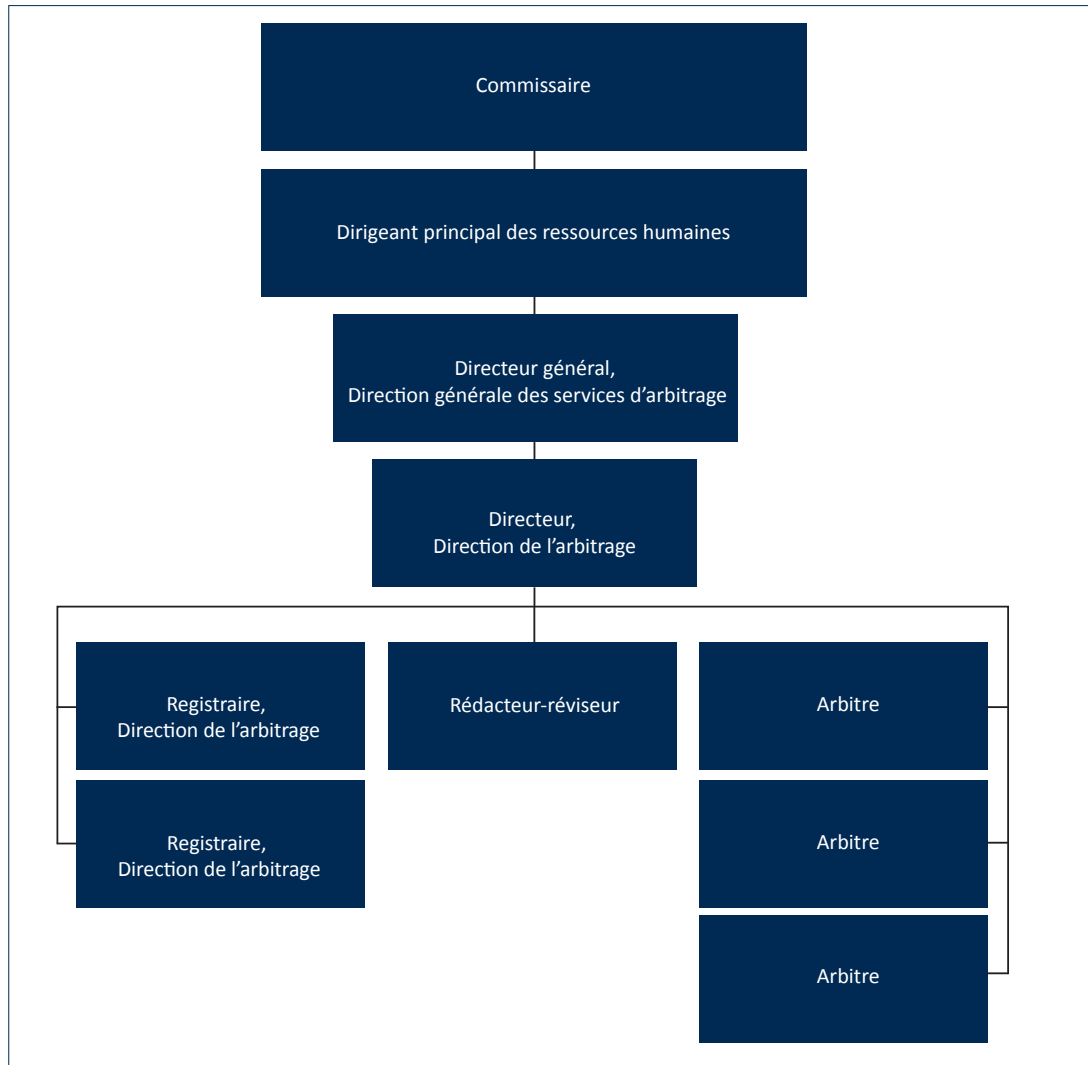 Commissaire
Dirigeant principal des ressources humaines
Directeur général,
Direction générale des services d’arbitrage
Directeur,
Direction de l’arbitrage
Registraire,
Direction de l’arbitrage
Rédacteur-réviseur
Arbitre
Registraire,
Direction de l’arbitrage
Arbitre
Arbitre